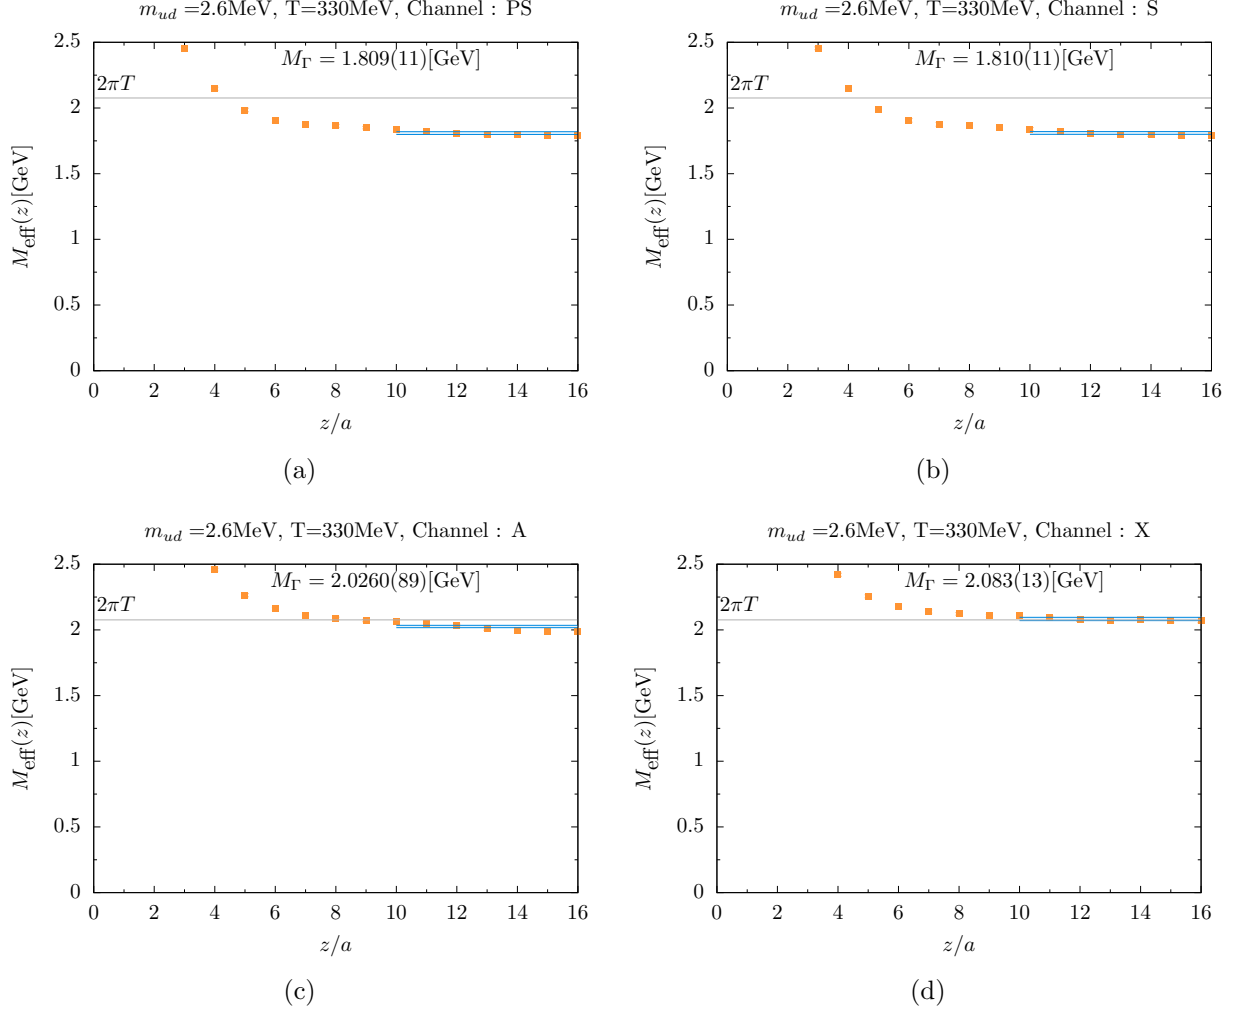 m_ud =2.6MeV, T=330MeV, Channel : PS
M_Γ = 1.809(11)[GeV]
2πT
M_eff(z)[GeV]
2.5
2
1.5
1
0.5
0
0 2 4 6 8 10 12 14 16
z/a
(a)
m_ud =2.6MeV, T=330MeV, Channel : S
M_Γ = 1.810(11)[GeV]
2πT
M_eff(z)[GeV]
2.5
2
1.5
1
0.5
0
0 2 4 6 8 10 12 14 16
z/a
(b)
m_ud =2.6MeV, T=330MeV, Channel : A
M_Γ = 2.0260(89)[GeV]
2πT
M_eff(z)[GeV]
2.5
2
1.5
1
0.5
0
0 2 4 6 8 10 12 14 16
z/a
(c)
m_ud =2.6MeV, T=330MeV, Channel : X
M_Γ = 2.083(13)[GeV]
2πT
M_eff(z)[GeV]
2.5
2
1.5
1
0.5
0
0 2 4 6 8 10 12 14 16
z/a
(d)